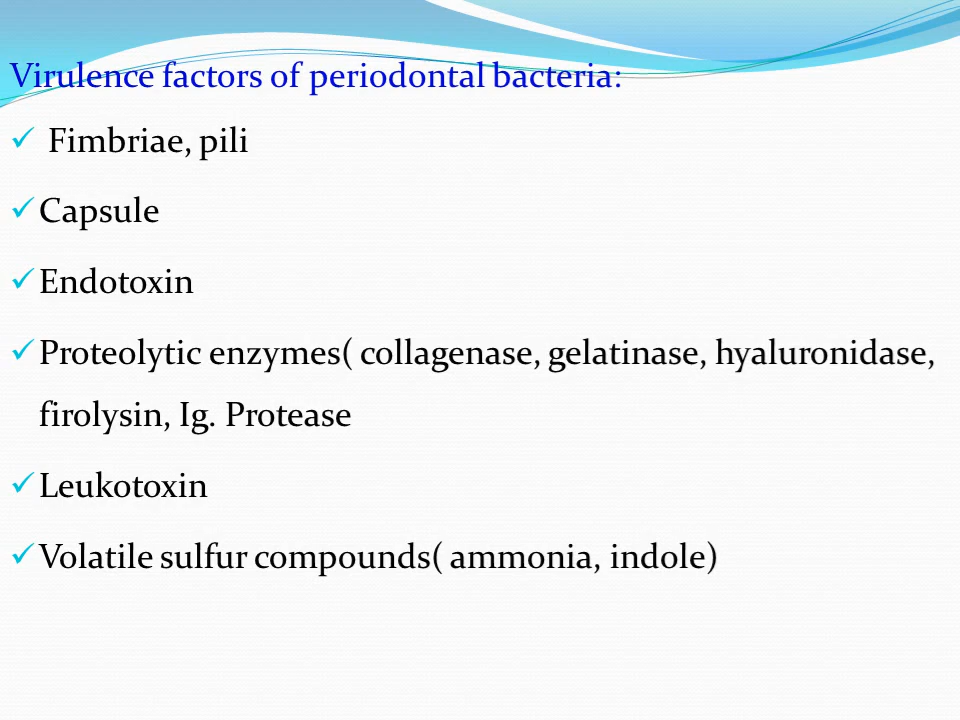 Virulence factors of periodontal bacteria:
✓ Fimbriae, pili
✓ Capsule
✓ Endotoxin
✓ Proteolytic enzymes( collagenase, gelatinase, hyaluronidase,
firolysin, Ig. Protease
✓ Leukotoxin
✓ Volatile sulfur compounds( ammonia, indole)